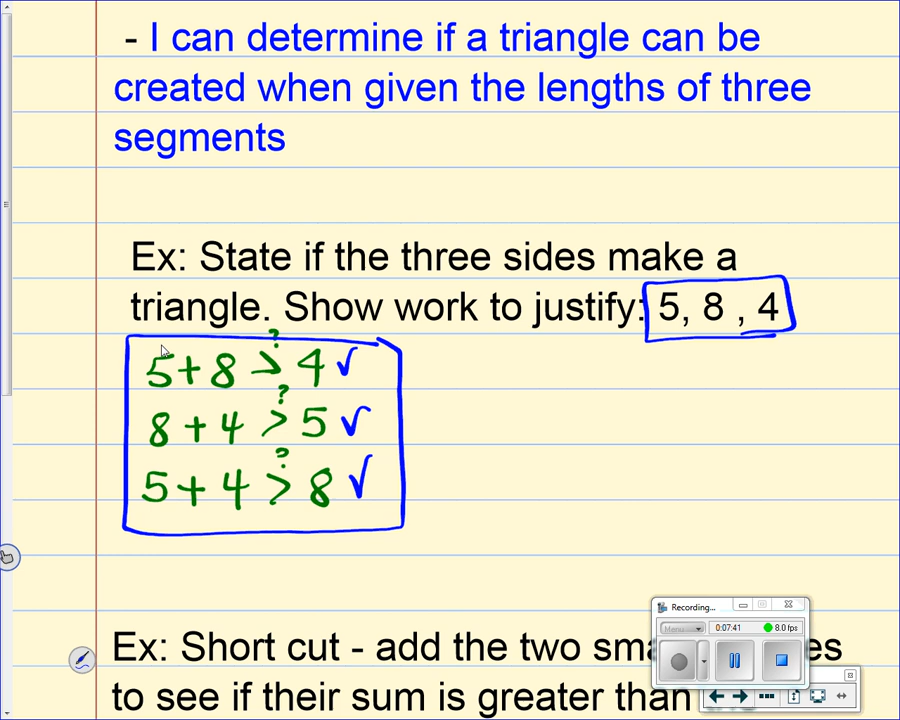 - I can determine if a triangle can be
created when given the lengths of three
segments
Ex: State if the three sides make a
triangle. Show work to justify: 5, 8 , 4
5+8 >? 4 ✓
8+4 >? 5 ✓
5+4 >? 8 ✓
Ex: Short cut - add the two
to see if their sum is greater than
Recording...
Menu
0:07:41
8.0 fps